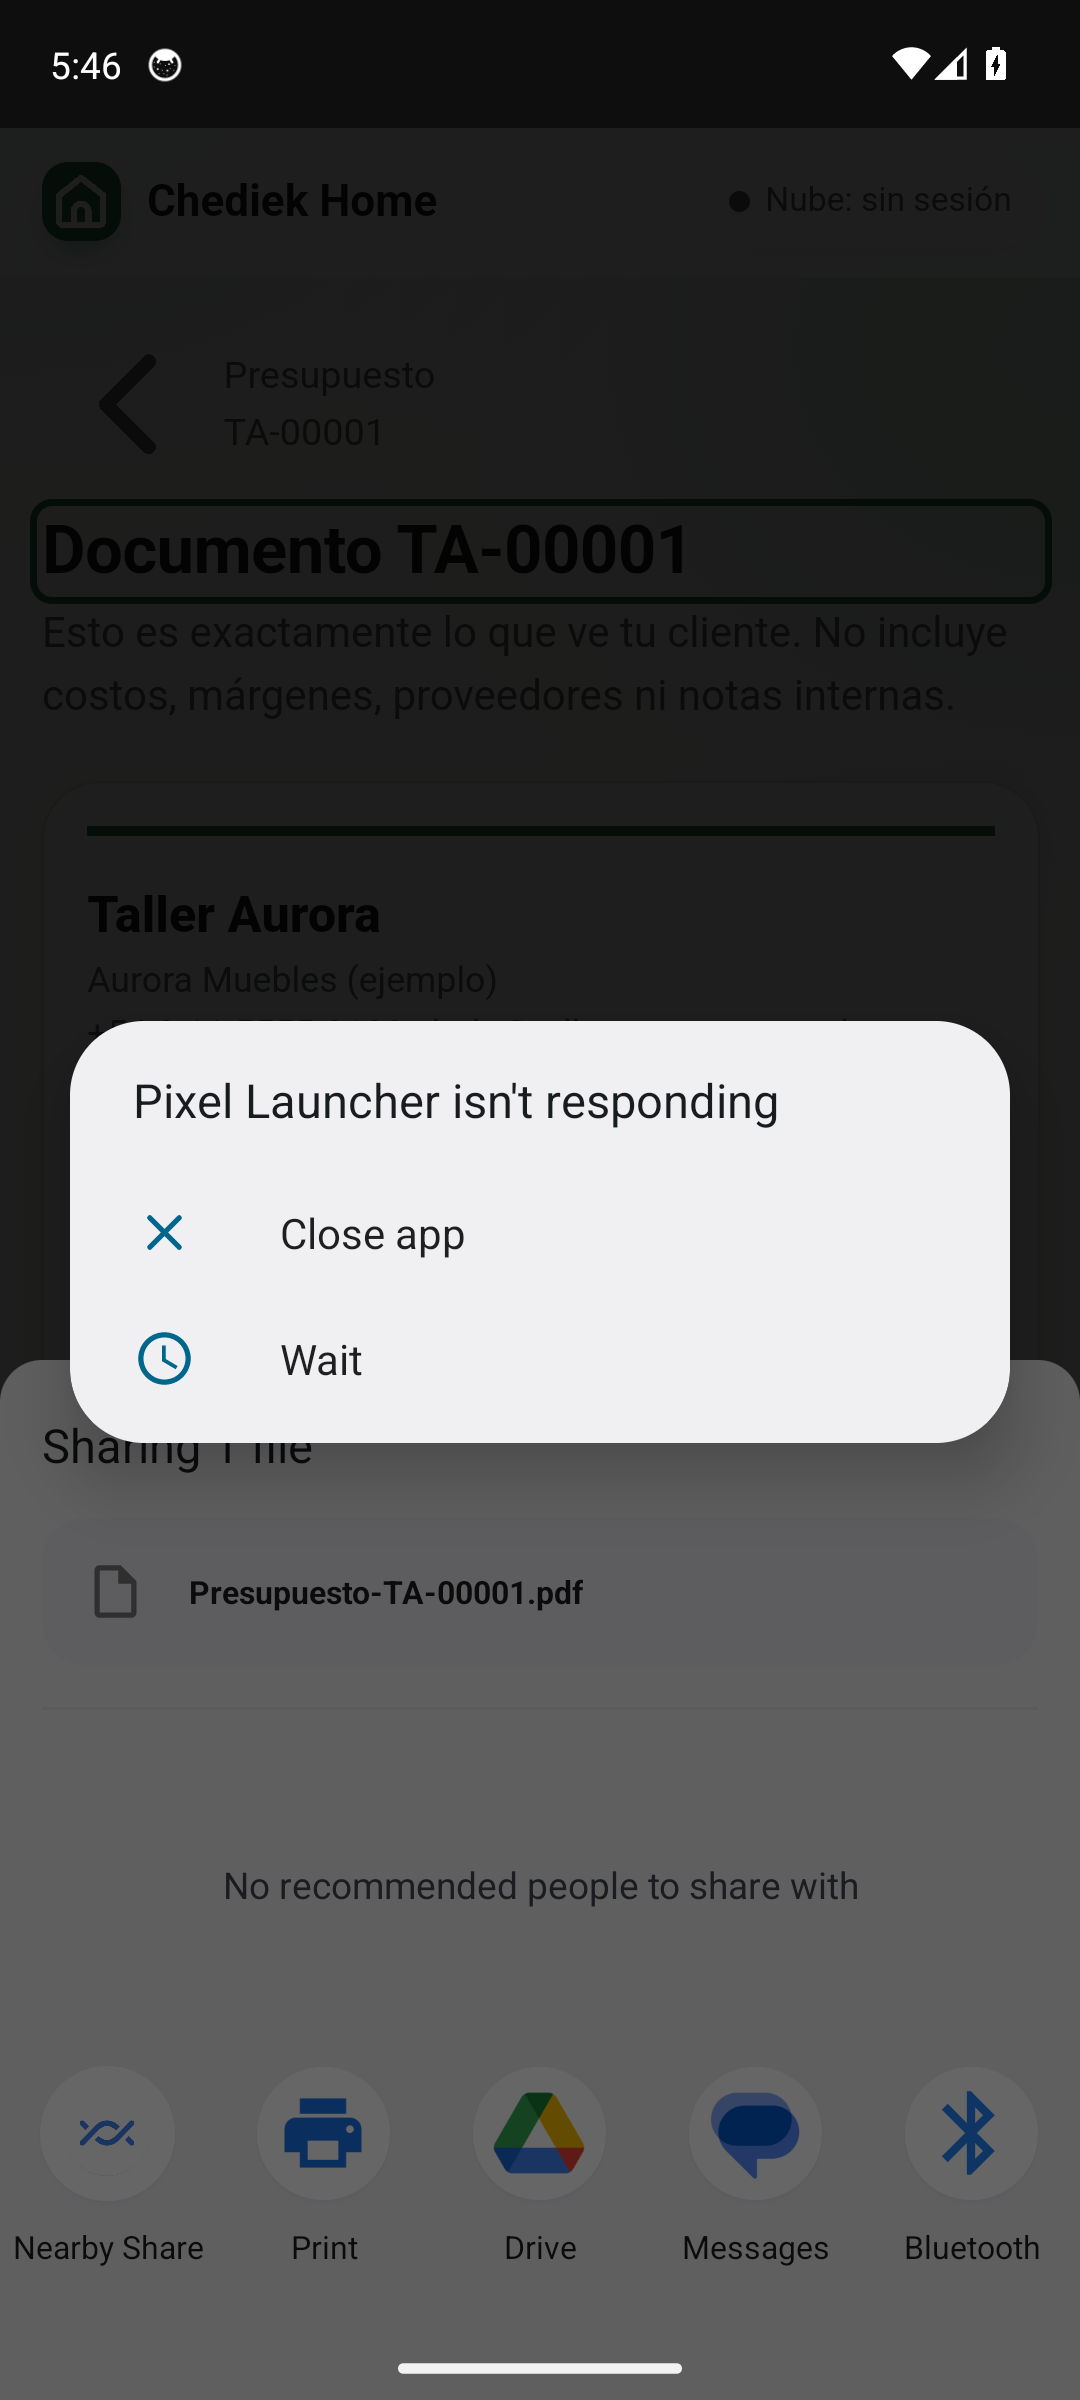 5:46
Chediek Home
Nube: sin sesión
Presupuesto
TA-00001
Documento TA-00001
Esto es exactamente lo que ve tu cliente. No incluye
costos, márgenes, proveedores ni notas internas.
Taller Aurora
Aurora Muebles (ejemplo)
Pixel Launcher isn't responding
Close app
Wait
Sharing 1 file
Presupuesto-TA-00001.pdf
No recommended people to share with
Nearby Share
Print
Drive
Messages
Bluetooth